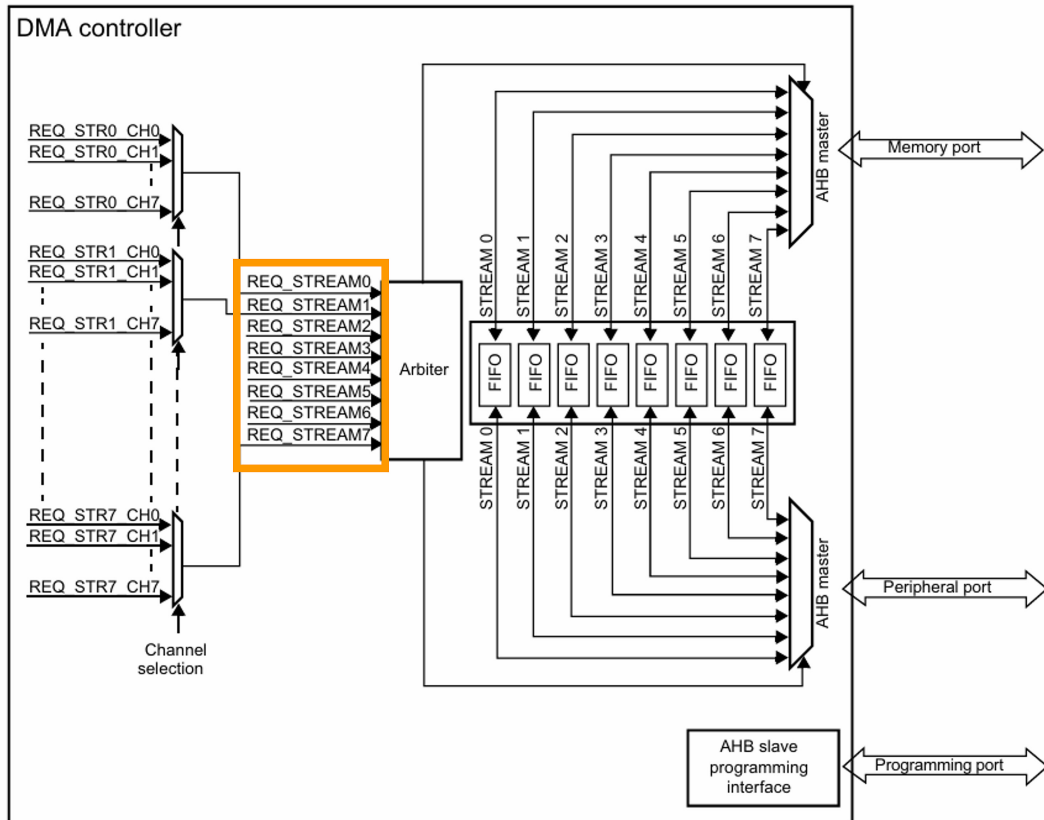 DMA controller
REQ_STR0_CH0
REQ_STR0_CH1
REQ_STR0_CH7
REQ_STR1_CH0
REQ_STR1_CH1
REQ_STR1_CH7
REQ_STR7_CH0
REQ_STR7_CH1
REQ_STR7_CH7
Channel
selection
REQ_STREAM0
REQ_STREAM1
REQ_STREAM2
REQ_STREAM3
REQ_STREAM4
REQ_STREAM5
REQ_STREAM6
REQ_STREAM7
Arbiter
STREAM 0
STREAM 1
STREAM 2
STREAM 3
STREAM 4
STREAM 5
STREAM 6
STREAM 7
FIFO
FIFO
FIFO
FIFO
FIFO
FIFO
FIFO
FIFO
STREAM 0
STREAM 1
STREAM 2
STREAM 3
STREAM 4
STREAM 5
STREAM 6
STREAM 7
AHB master
Memory port
AHB master
Peripheral port
AHB slave
programming
interface
Programming port